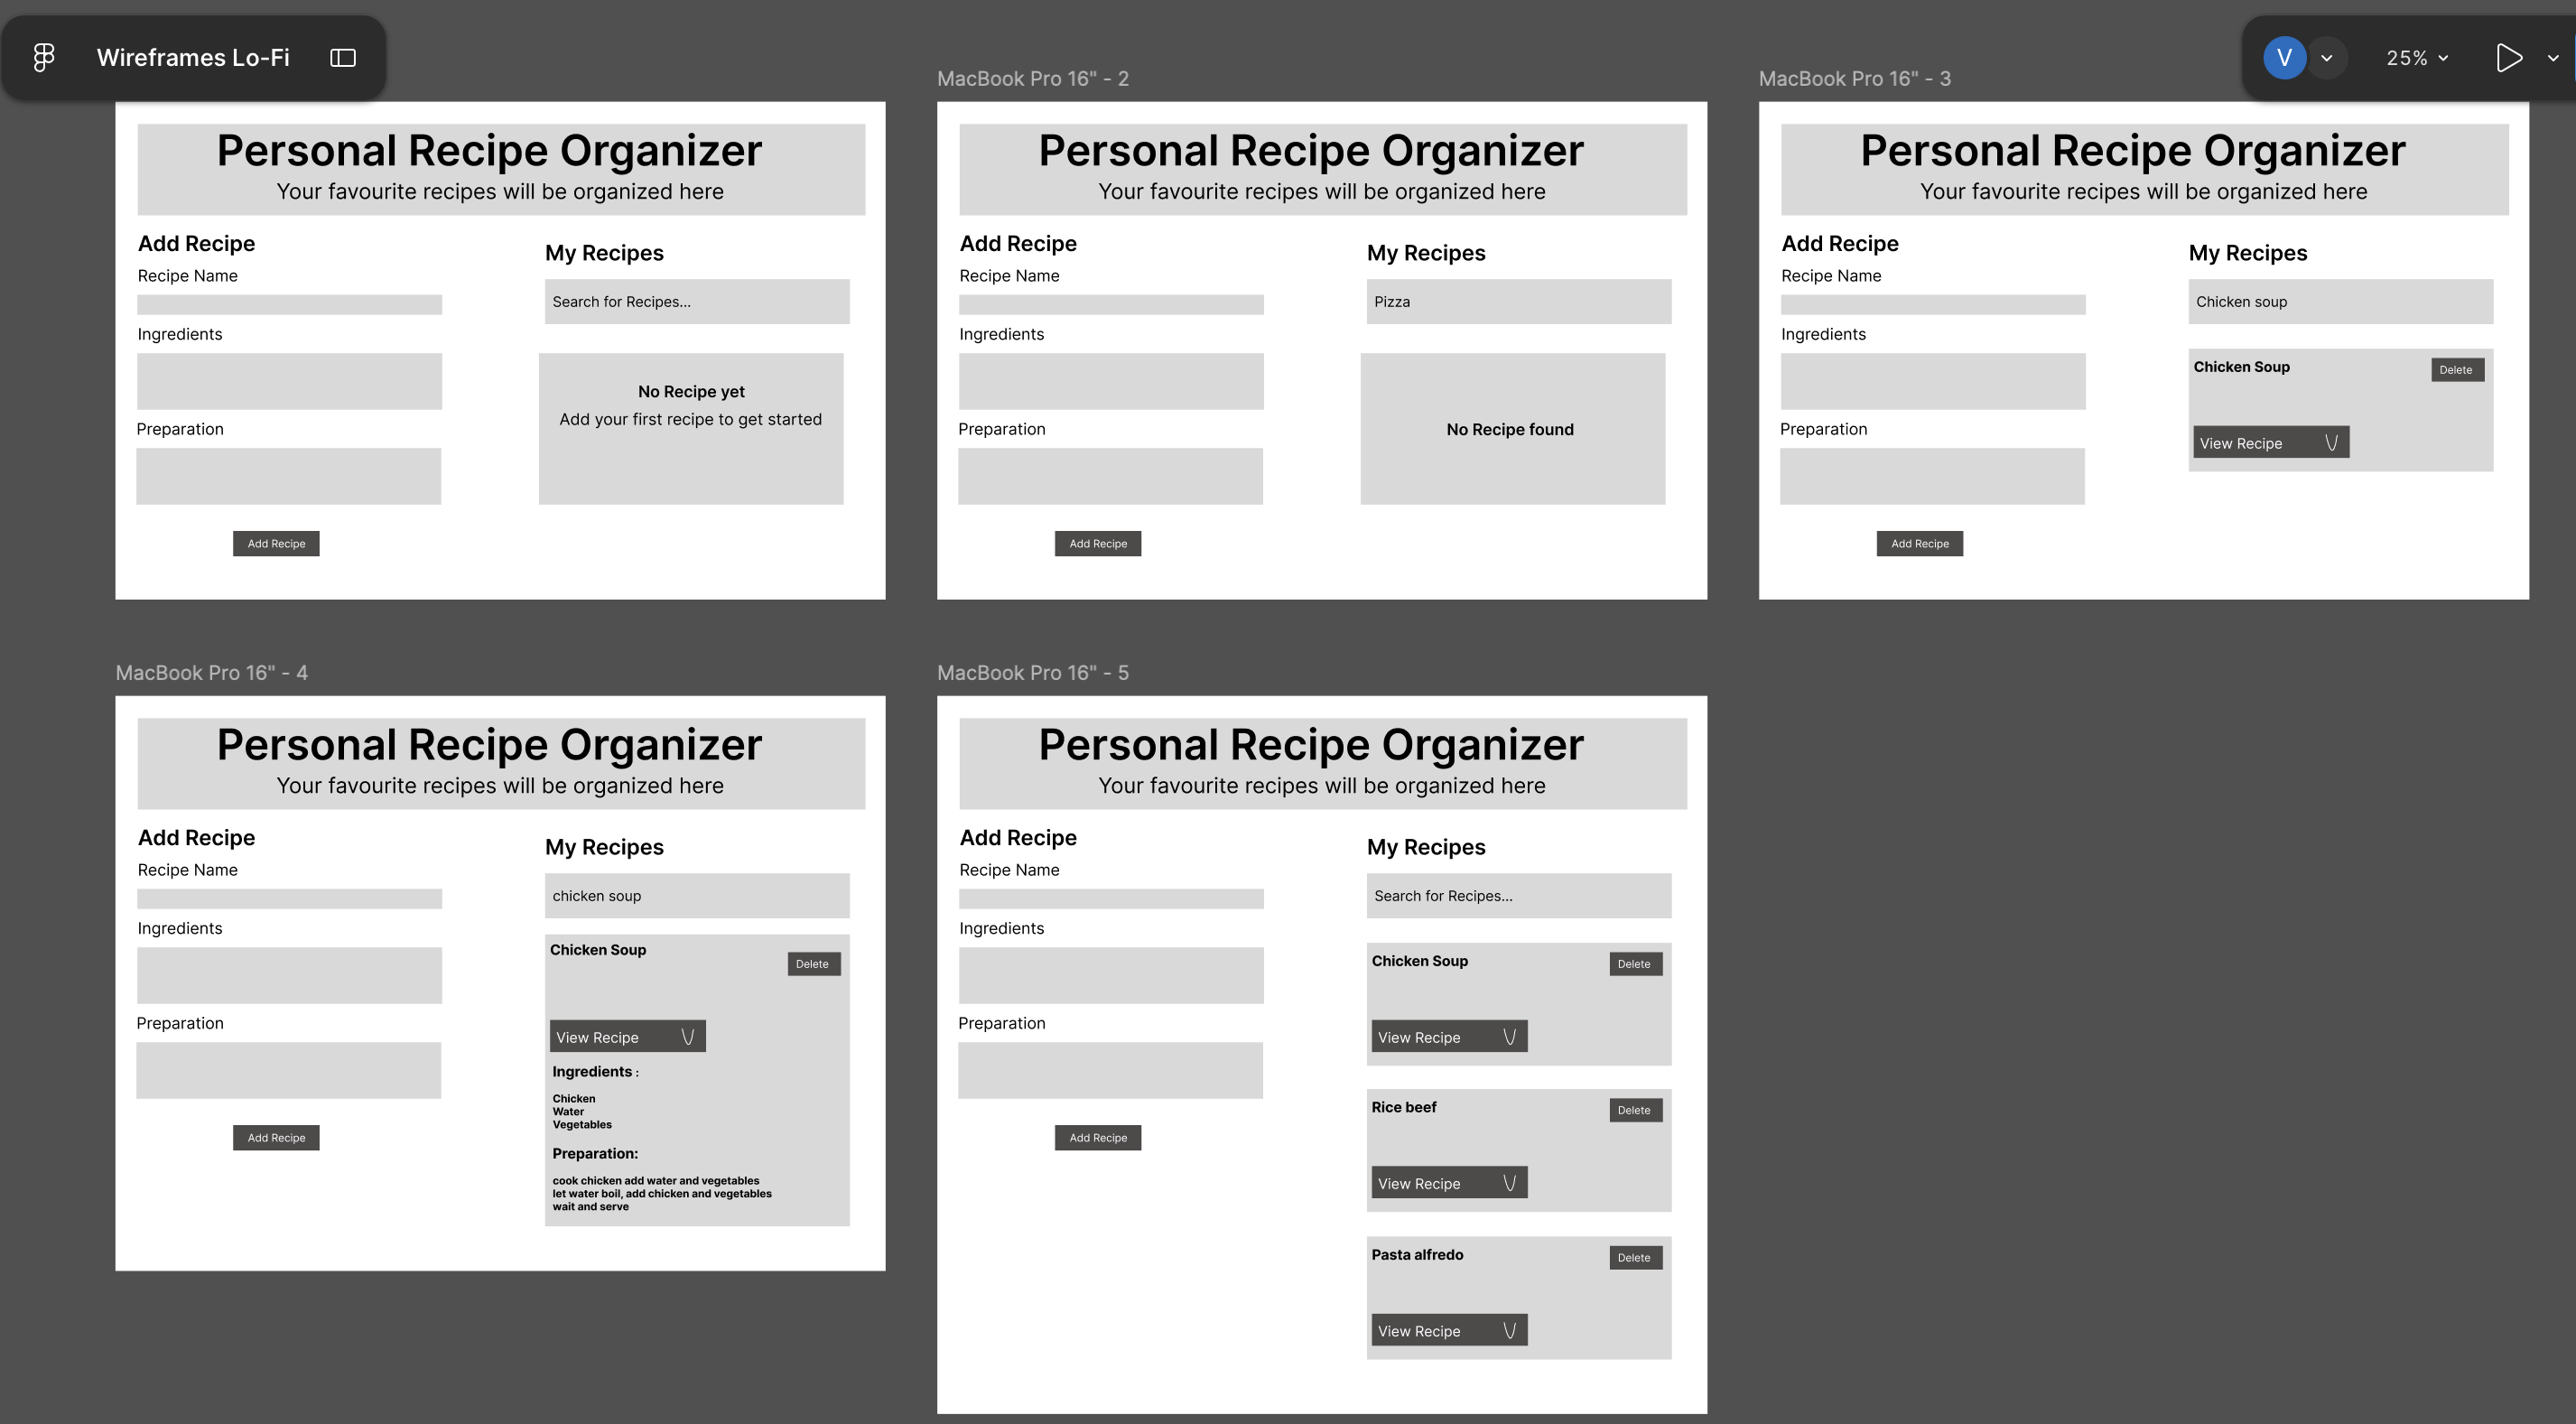 Wireframes Lo-Fi
V
25%
Personal Recipe Organizer
Your favourite recipes will be organized here
Add Recipe
Recipe Name
Ingredients
Preparation
Add Recipe
My Recipes
Search for Recipes...
No Recipe yet
Add your first recipe to get started
MacBook Pro 16" - 2
Personal Recipe Organizer
Your favourite recipes will be organized here
Add Recipe
Recipe Name
Ingredients
Preparation
Add Recipe
My Recipes
Pizza
No Recipe found
MacBook Pro 16" - 3
Personal Recipe Organizer
Your favourite recipes will be organized here
Add Recipe
Recipe Name
Ingredients
Preparation
Add Recipe
My Recipes
Chicken soup
Chicken Soup
Delete
View Recipe
MacBook Pro 16" - 4
Personal Recipe Organizer
Your favourite recipes will be organized here
Add Recipe
Recipe Name
Ingredients
Preparation
Add Recipe
My Recipes
chicken soup
Chicken Soup
Delete
View Recipe
Ingredients :
Chicken
Water
Vegetables
Preparation:
cook chicken add water and vegetables
let water boil, add chicken and vegetables
wait and serve
MacBook Pro 16" - 5
Personal Recipe Organizer
Your favourite recipes will be organized here
Add Recipe
Recipe Name
Ingredients
Preparation
Add Recipe
My Recipes
Search for Recipes...
Chicken Soup
Delete
View Recipe
Rice beef
Delete
View Recipe
Pasta alfredo
Delete
View Recipe